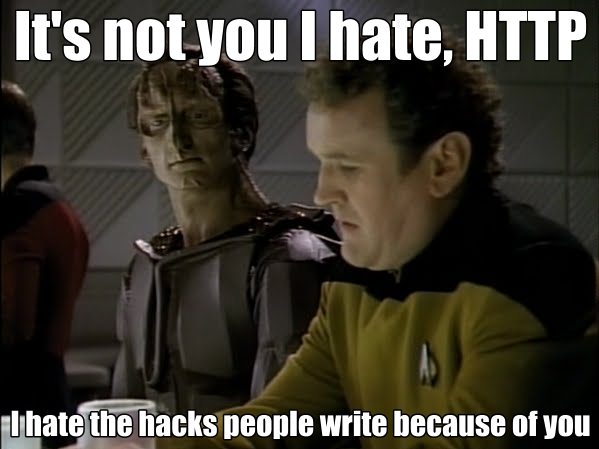 It's not you I hate, HTTP
I hate the hacks people write because of you